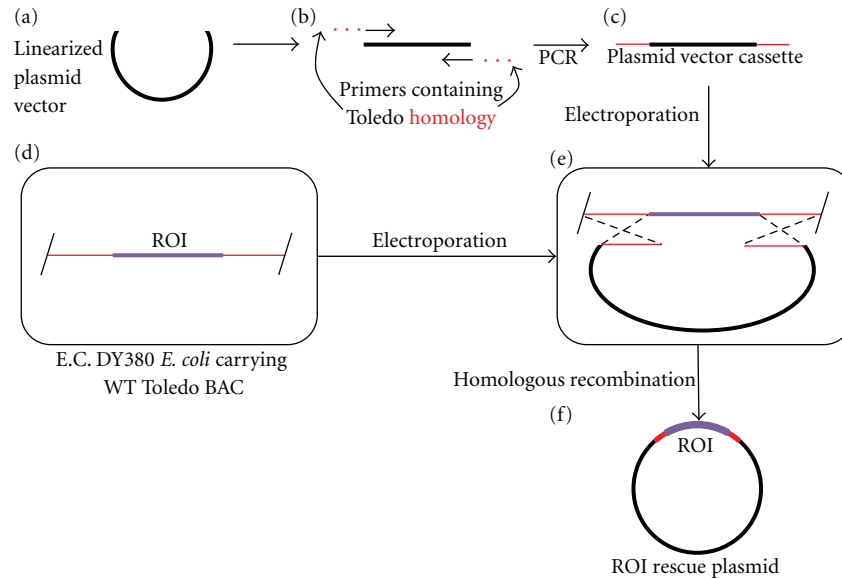 (a)
Linearized
plasmid
vector
(b)
Primers containing
Toledo homology
PCR
(c)
Plasmid vector cassette
Electroporation
(d)
ROI
E.C. DY380 E. coli carrying
WT Toledo BAC
Electroporation
(e)
Homologous recombination
(f)
ROI
ROI rescue plasmid